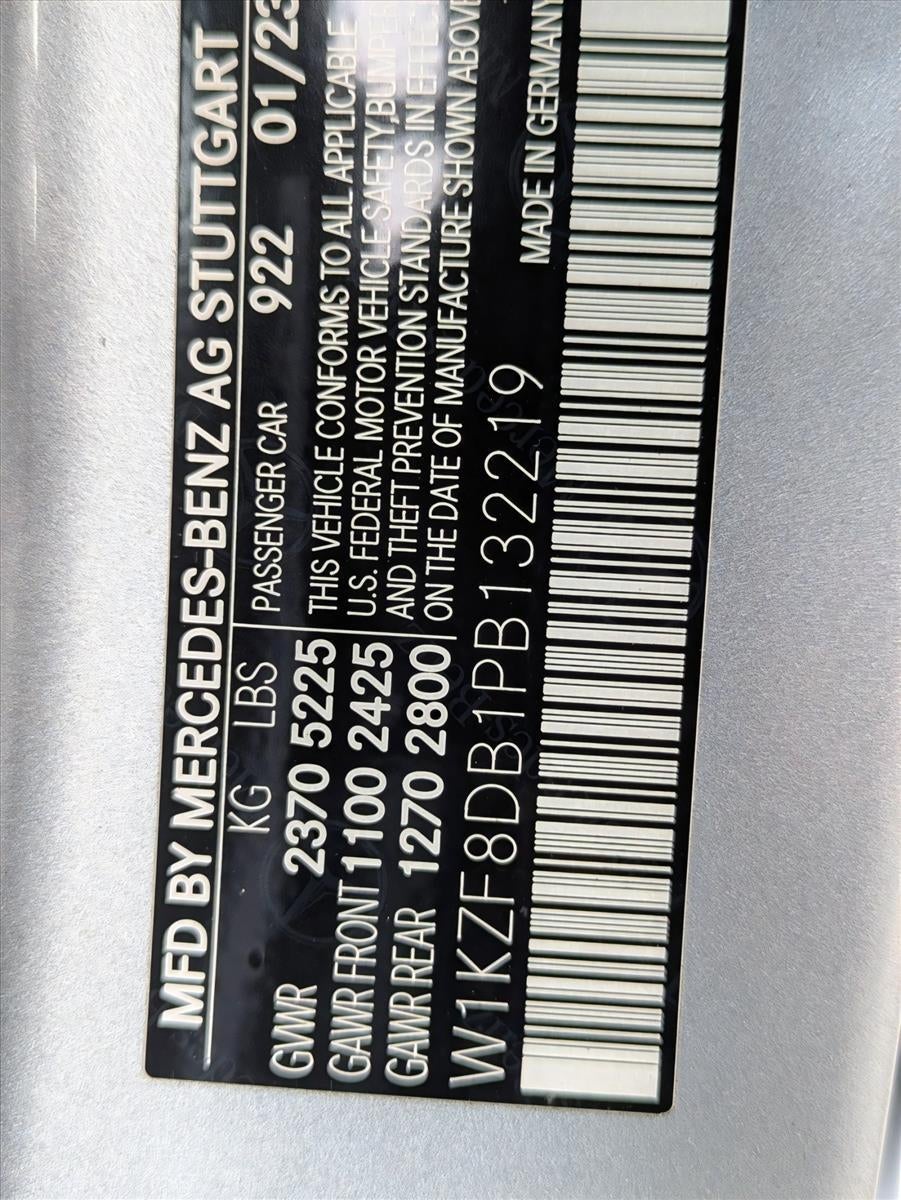 MFD BY MERCEDES-BENZ AG STUTTGART
KG LBS PASSENGER CAR 922 01/23
GVWR 2370 5225 THIS VEHICLE CONFORMS TO ALL APPLICABLE
GAWR FRONT 1100 2425 U.S. FEDERAL MOTOR VEHICLE SAFETY, BUMPER
GAWR REAR 1270 2800 AND THEFT PREVENTION STANDARDS IN EFFECT
ON THE DATE OF MANUFACTURE SHOWN ABOVE
W1KZF8DB1PB132219
MADE IN GERMANY